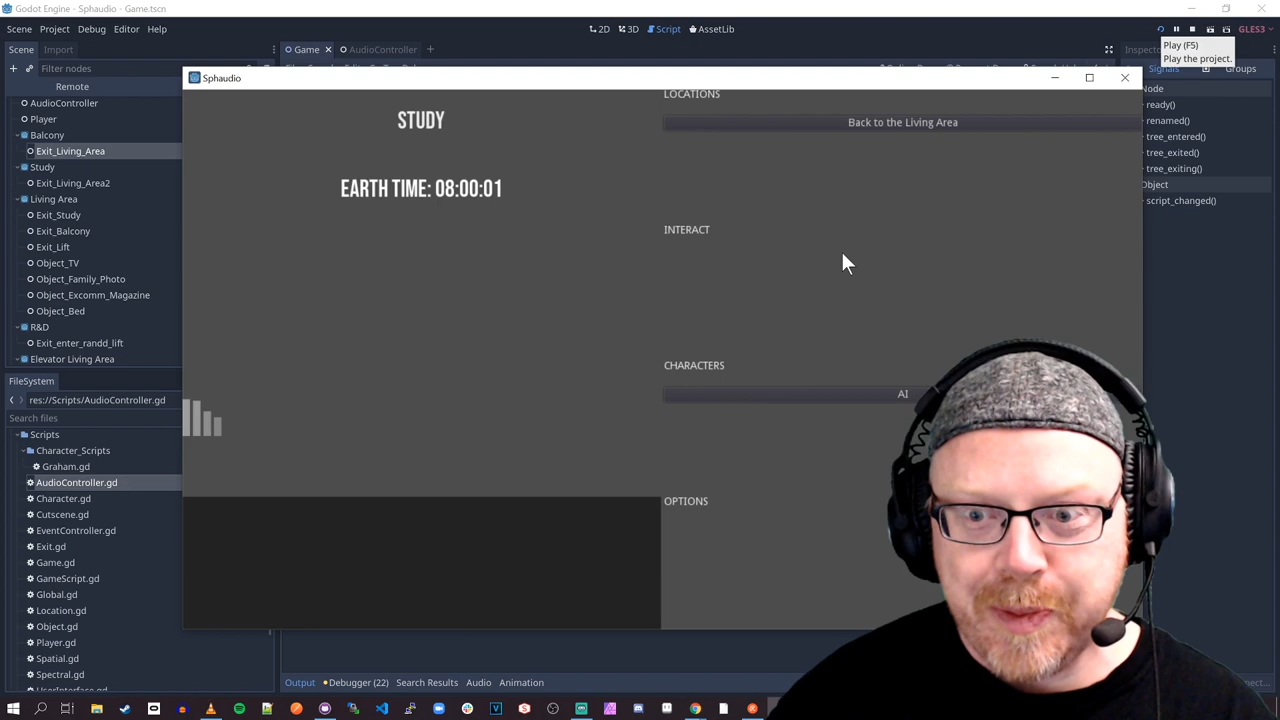 Godot Engine - Sphaudio - Game.tscn
Scene Project Debug Editor Help
2D 3D Script AssetLib
GLES3
Scene Import
Game
AudioController
Play (F5)
Play the project.
Filter nodes
Remote
AudioController
Player
Balcony
Exit_Living_Area
Study
Exit_Living_Area2
Living Area
Exit_Study
Exit_Balcony
Exit_Lift
Object_TV
Object_Family_Photo
Object_Excomm_Magazine
Object_Bed
R&D
Exit_enter_randd_lift
Elevator Living Area
FileSystem
res://Scripts/AudioController.gd
Search files
Scripts
Character_Scripts
Graham.gd
AudioController.gd
Character.gd
Cutscene.gd
EventController.gd
Exit.gd
Game.gd
GameScript.gd
Global.gd
Location.gd
Object.gd
Player.gd
Spatial.gd
Spectral.gd
Sphaudio
STUDY
EARTH TIME: 08:00:01
LOCATIONS
Back to the Living Area
INTERACT
CHARACTERS
AI
OPTIONS
Signals Groups
Node
ready()
renamed()
tree_entered()
tree_exited()
tree_exiting()
Object
script_changed()
Output Debugger (22) Search Results Audio Animation